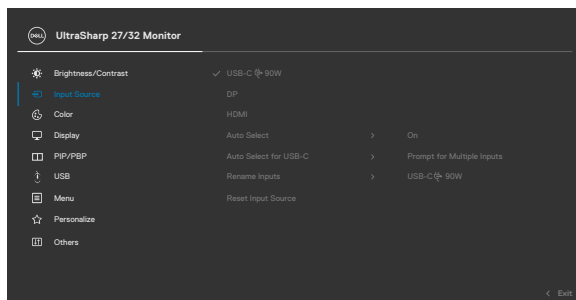 DELL UltraSharp 27/32 Monitor
Brightness/Contrast ✓ USB-C 90W
Input Source DP
Color HDMI
Display Auto Select > On
PIP/PBP Auto Select for USB-C > Prompt for Multiple Inputs
USB Rename Inputs > USB-C 90W
Menu Reset Input Source
Personalize
Others
< Exit